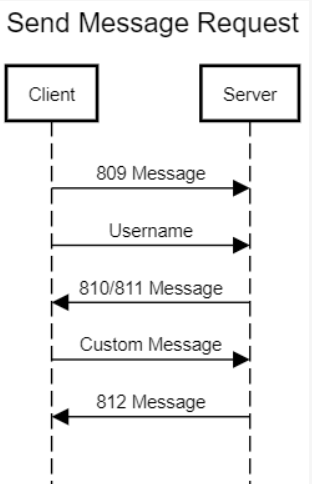 Send Message Request
Client
Server
809 Message
Username
810/811 Message
Custom Message
812 Message